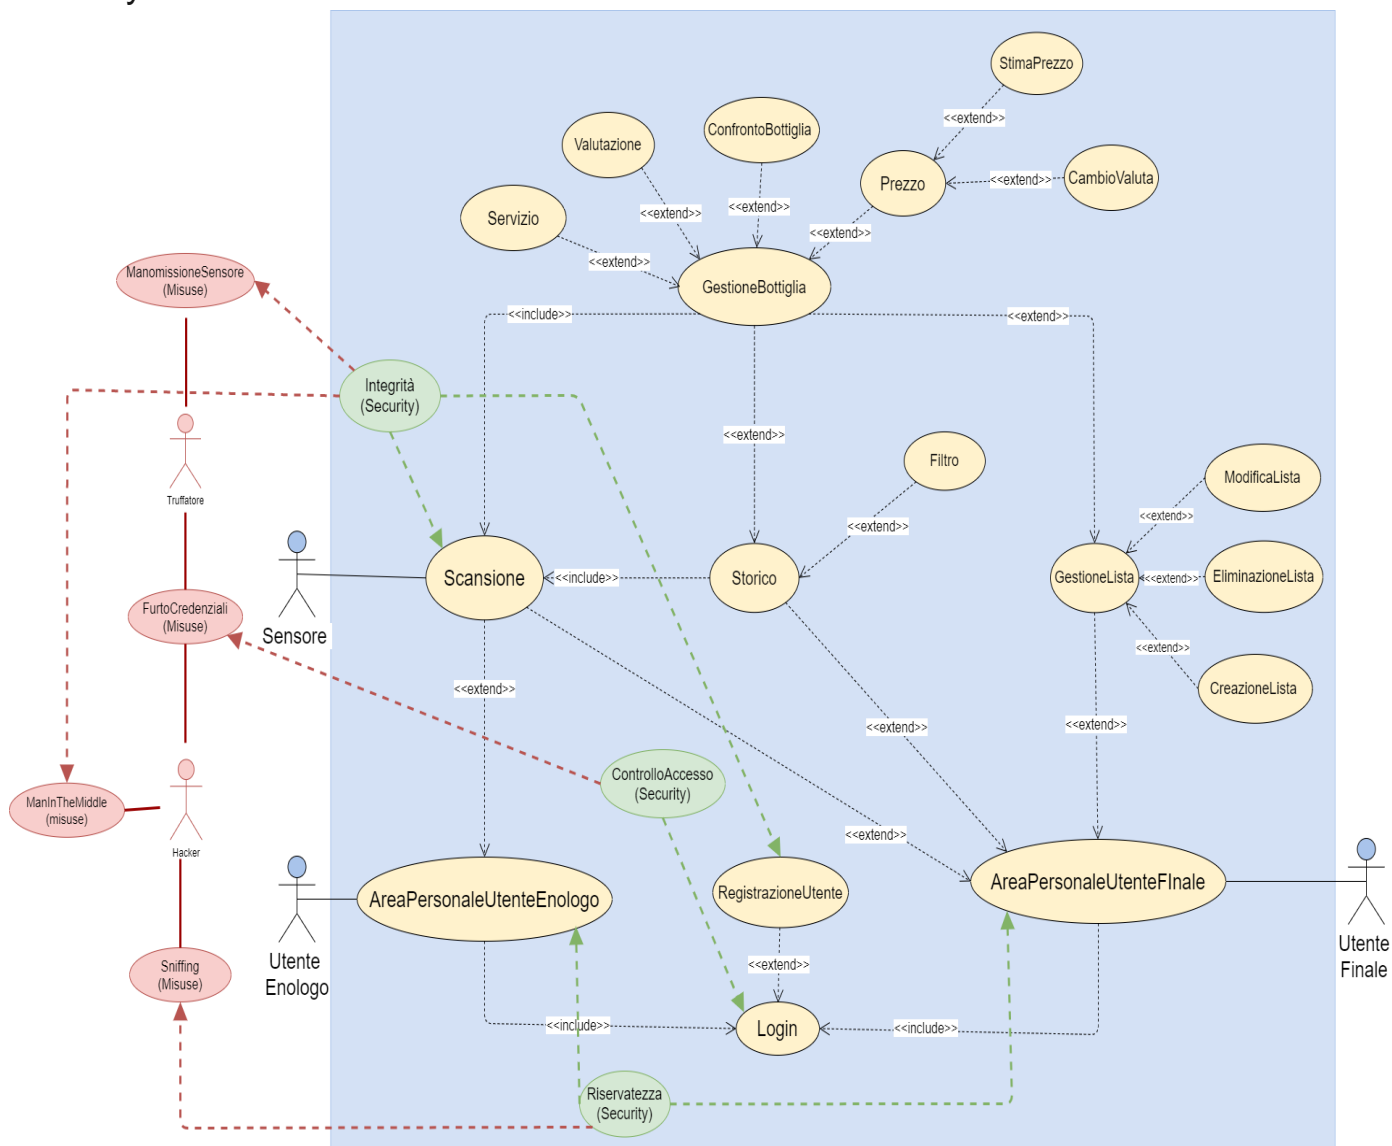 y
StimaPrezzo
<<extend>>
ConfrontoBottiglia
Valutazione
Prezzo
<<extend>>
CambioValuta
Servizio
<<extend>>
<<extend>>
<<extend>>
<<extend>>
ManomissioneSensore
(Misuse)
GestioneBottiglia
<<include>>
<<extend>>
Integrità
(Security)
<<extend>>
Filtro
ModificaLista
Truffatore
<<extend>>
<<extend>>
Scansione
<<include>>
Storico
GestioneLista
<<extend>>
EliminazioneLista
FurtoCredenziali
(Misuse)
Sensore
<<extend>>
CreazioneLista
<<extend>>
<<extend>>
<<extend>>
ControlloAccesso
(Security)
ManInTheMiddle
(misuse)
Hacker
<<extend>>
AreaPersonaleUtenteEnologo
RegistrazioneUtente
AreaPersonaleUtenteFInale
Utente
Enologo
Utente
Finale
Sniffing
(Misuse)
<<extend>>
<<include>>
Login
<<include>>
Riservatezza
(Security)